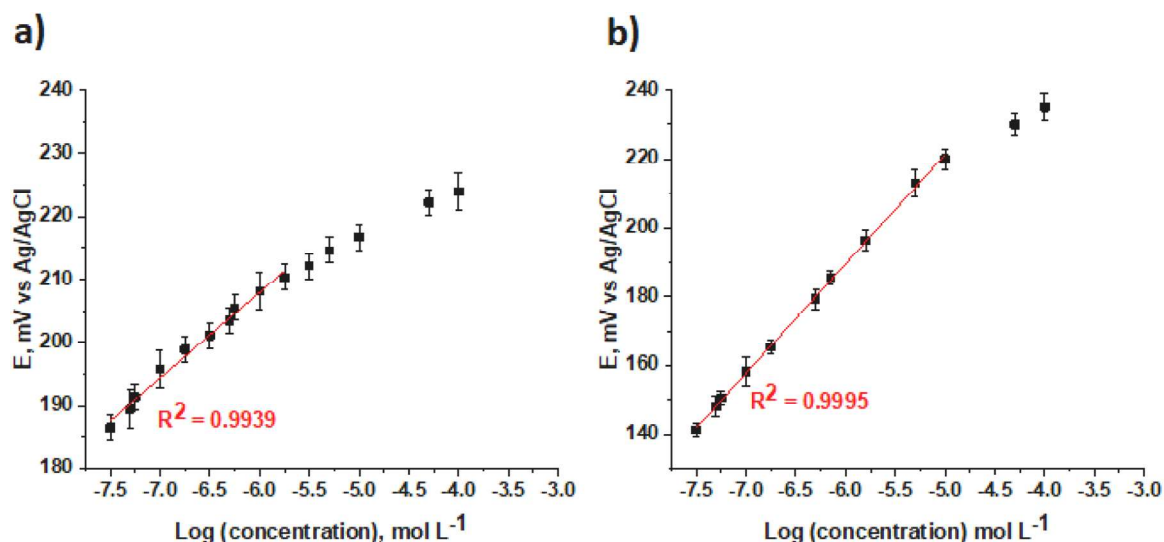 a)
240
230
220
210
200
190
180
E, mV vs Ag/AgCl
R² = 0.9939
-7.5 -7.0 -6.5 -6.0 -5.5 -5.0 -4.5 -4.0 -3.5 -3.0
Log (concentration), mol L⁻¹
b)
240
220
200
180
160
140
E, mV vs Ag/AgCl
R² = 0.9995
-7.5 -7.0 -6.5 -6.0 -5.5 -5.0 -4.5 -4.0 -3.5 -3.0
Log (concentration) mol L⁻¹